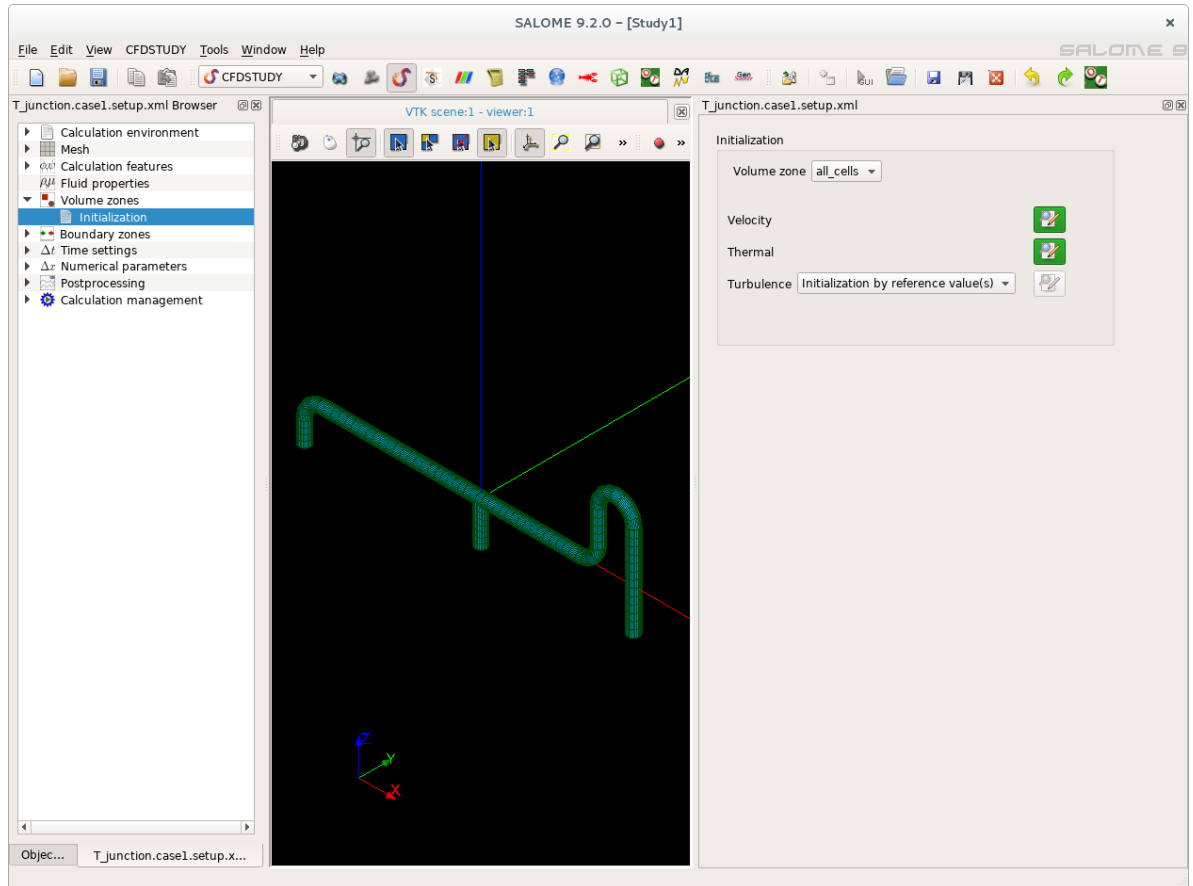 SALOME 9.2.0 – [Study1]
File Edit View CFDSTUDY Tools Window Help
SALOME 9
CFDSTUDY
T_junction.case1.setup.xml Browser
Calculation environment
Mesh
Calculation features
Fluid properties
Volume zones
Initialization
Boundary zones
Δt Time settings
Δx Numerical parameters
Postprocessing
Calculation management
Objec... T_junction.case1.setup.x...
VTK scene:1 - viewer:1
» »
Z
Y
X
T_junction.case1.setup.xml
Initialization
Volume zone all_cells
Velocity
Thermal
Turbulence Initialization by reference value(s)